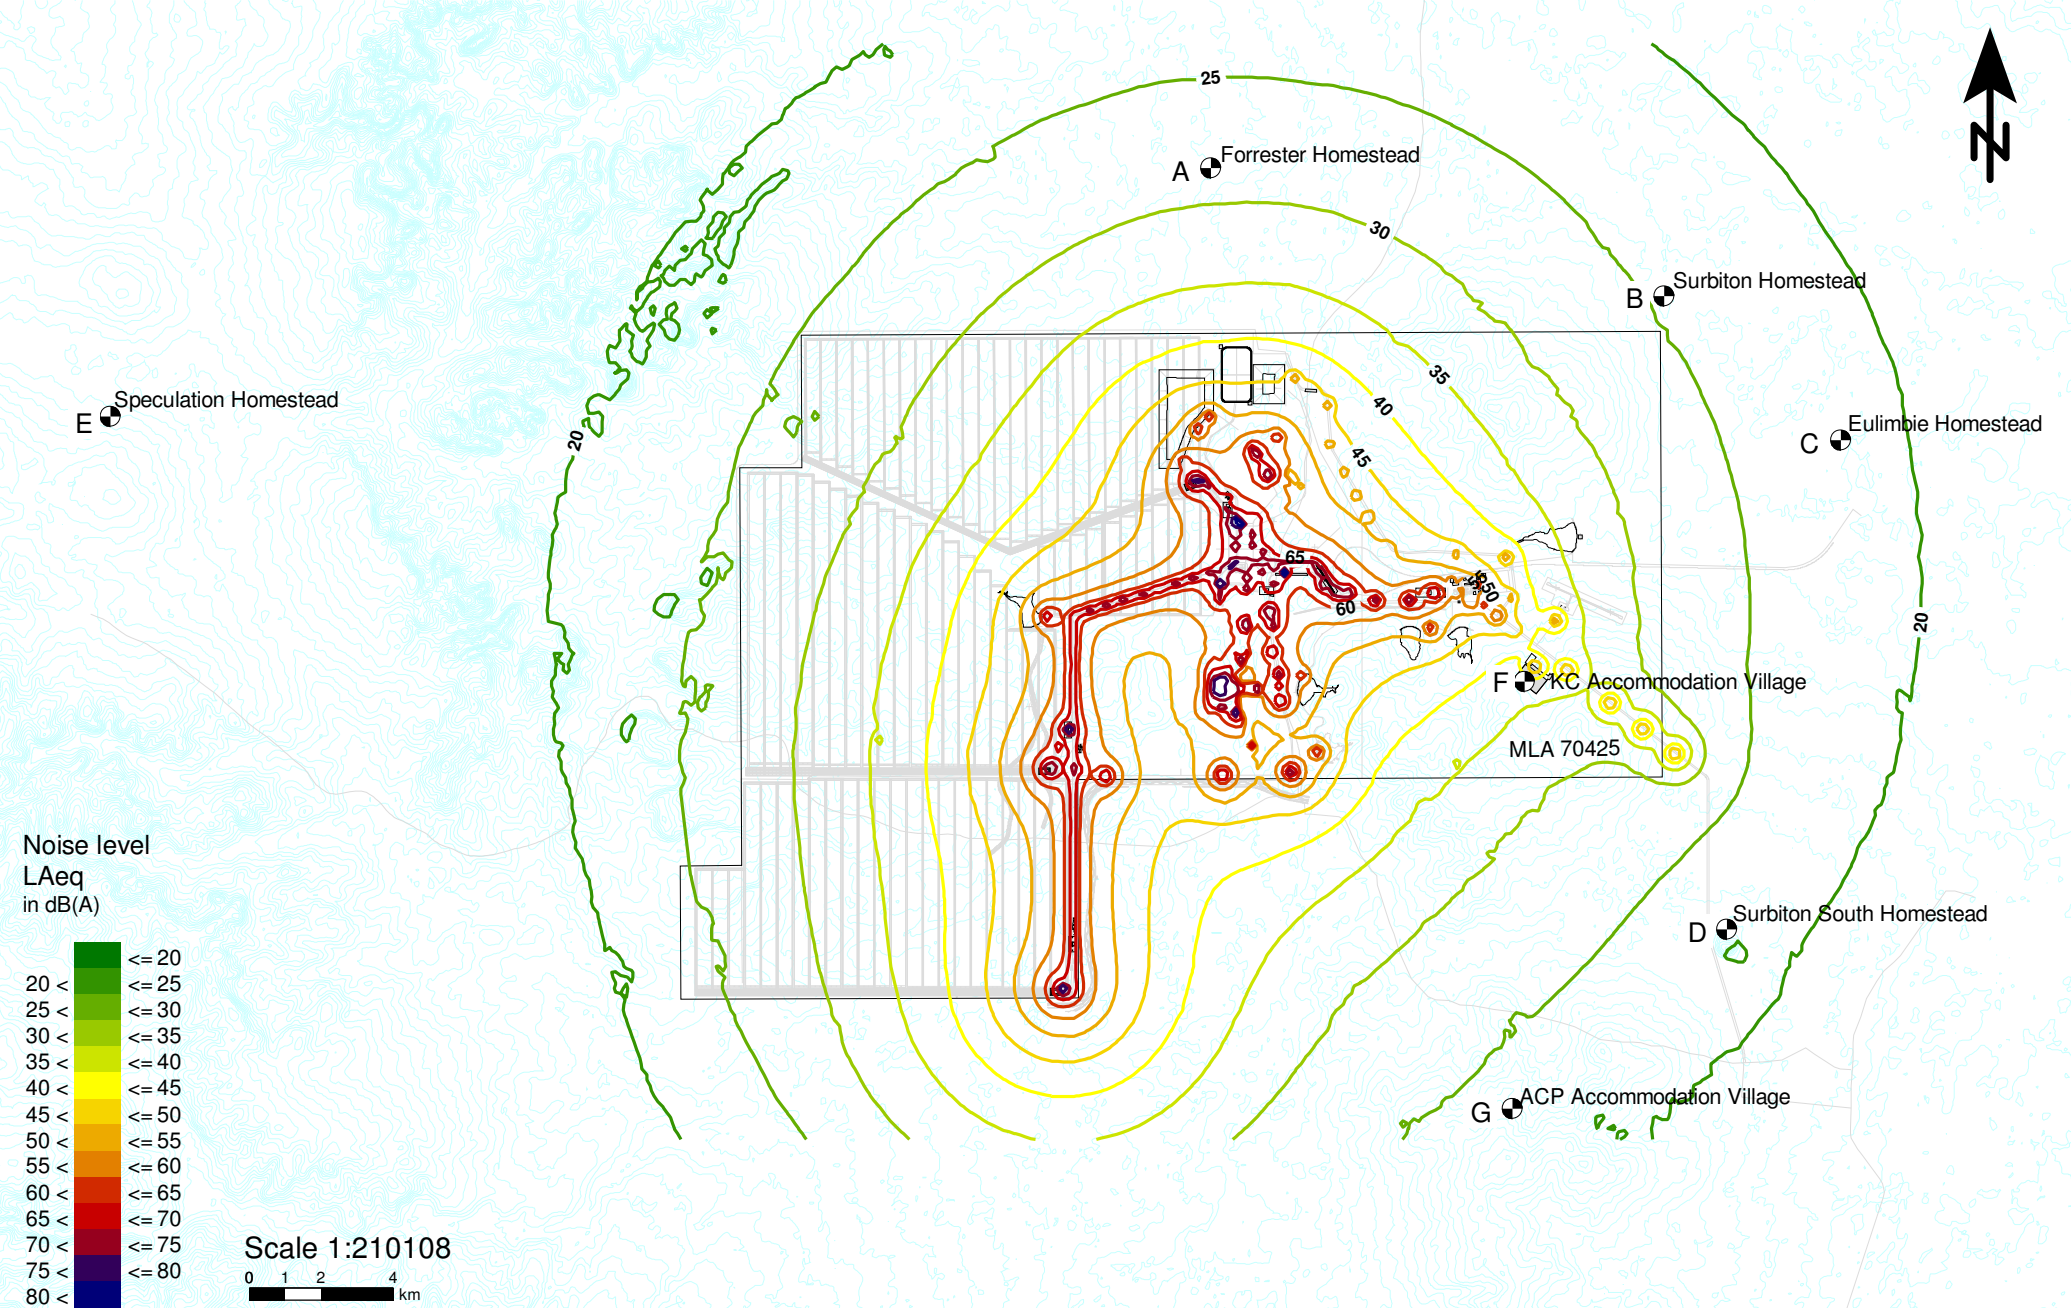 25
N
A Forrester Homestead
30
B Surbiton Homestead
35
40
E Speculation Homestead
20
C Eulimbie Homestead
45
65
50
60
20
F KC Accommodation Village
MLA 70425
D Surbiton South Homestead
G ACP Accommodation Village
Noise level
LAeq
in dB(A)
<= 20
20 < <= 25
25 < <= 30
30 < <= 35
35 < <= 40
40 < <= 45
45 < <= 50
50 < <= 55
55 < <= 60
60 < <= 65
65 < <= 70
70 < <= 75
75 < <= 80
80 <
Scale 1:210108
0 1 2 4
km